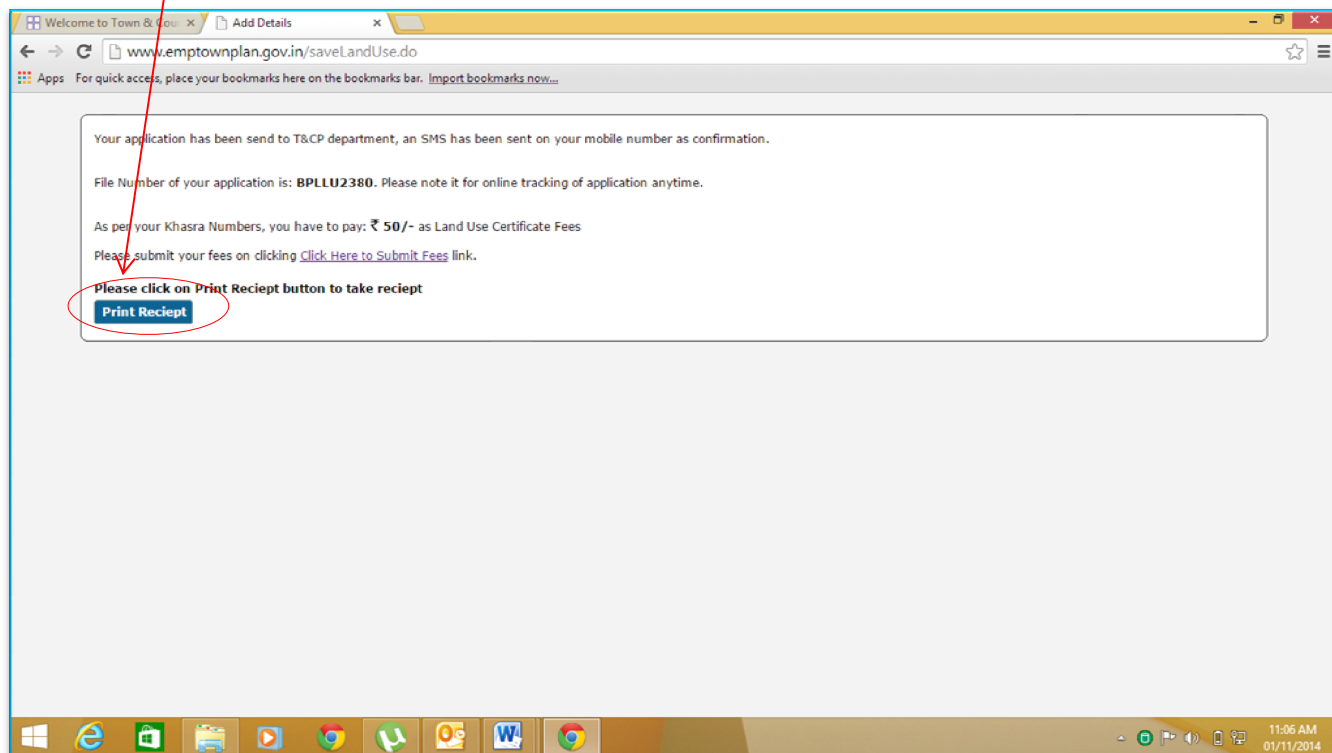 Welcome to Town & Cou
Add Details
www.emptownplan.gov.in/saveLandUse.do
Apps For quick access, place your bookmarks here on the bookmarks bar. Import bookmarks now...
Your application has been send to T&CP department, an SMS has been sent on your mobile number as confirmation.
File Number of your application is: BPLLU2380. Please note it for online tracking of application anytime.
As per your Khasra Numbers, you have to pay: ₹ 50/- as Land Use Certificate Fees
Please submit your fees on clicking Click Here to Submit Fees link.
Please click on Print Reciept button to take reciept
Print Reciept
11:06 AM
01/11/2014